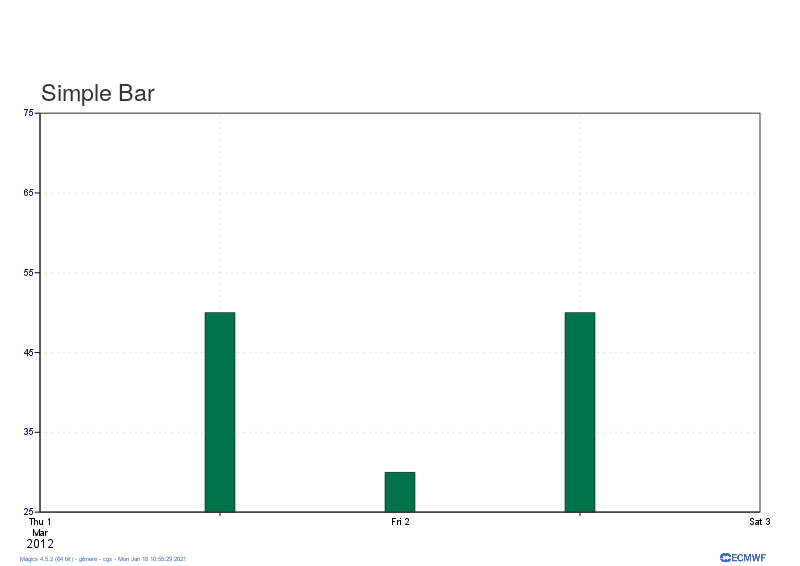 Simple Bar
75
65
55
45
35
25
Thu 1 Fri 2 Sat 3
Mar
2012
Magics 4.5.2 (64 bit) - gilmere - cgs - Mon Jan 18 10:55:29 2021
ECMWF